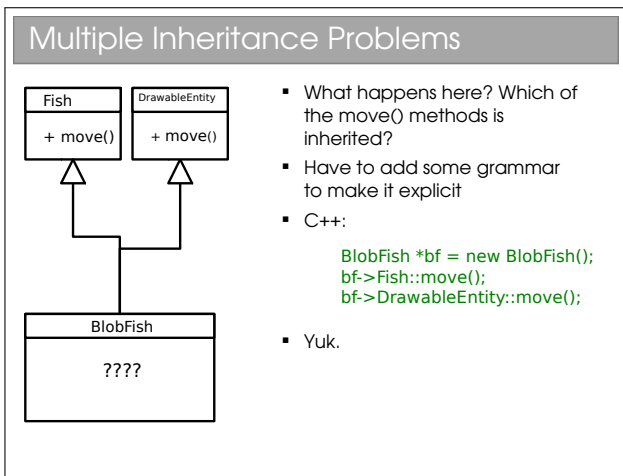 Multiple Inheritance Problems
Fish
+ move()
DrawableEntity
+ move()
BlobFish
????
▪ What happens here? Which of
the move() methods is
inherited?
▪ Have to add some grammar
to make it explicit
▪ C++:
BlobFish *bf = new BlobFish();
bf->Fish::move();
bf->DrawableEntity::move();
▪ Yuk.